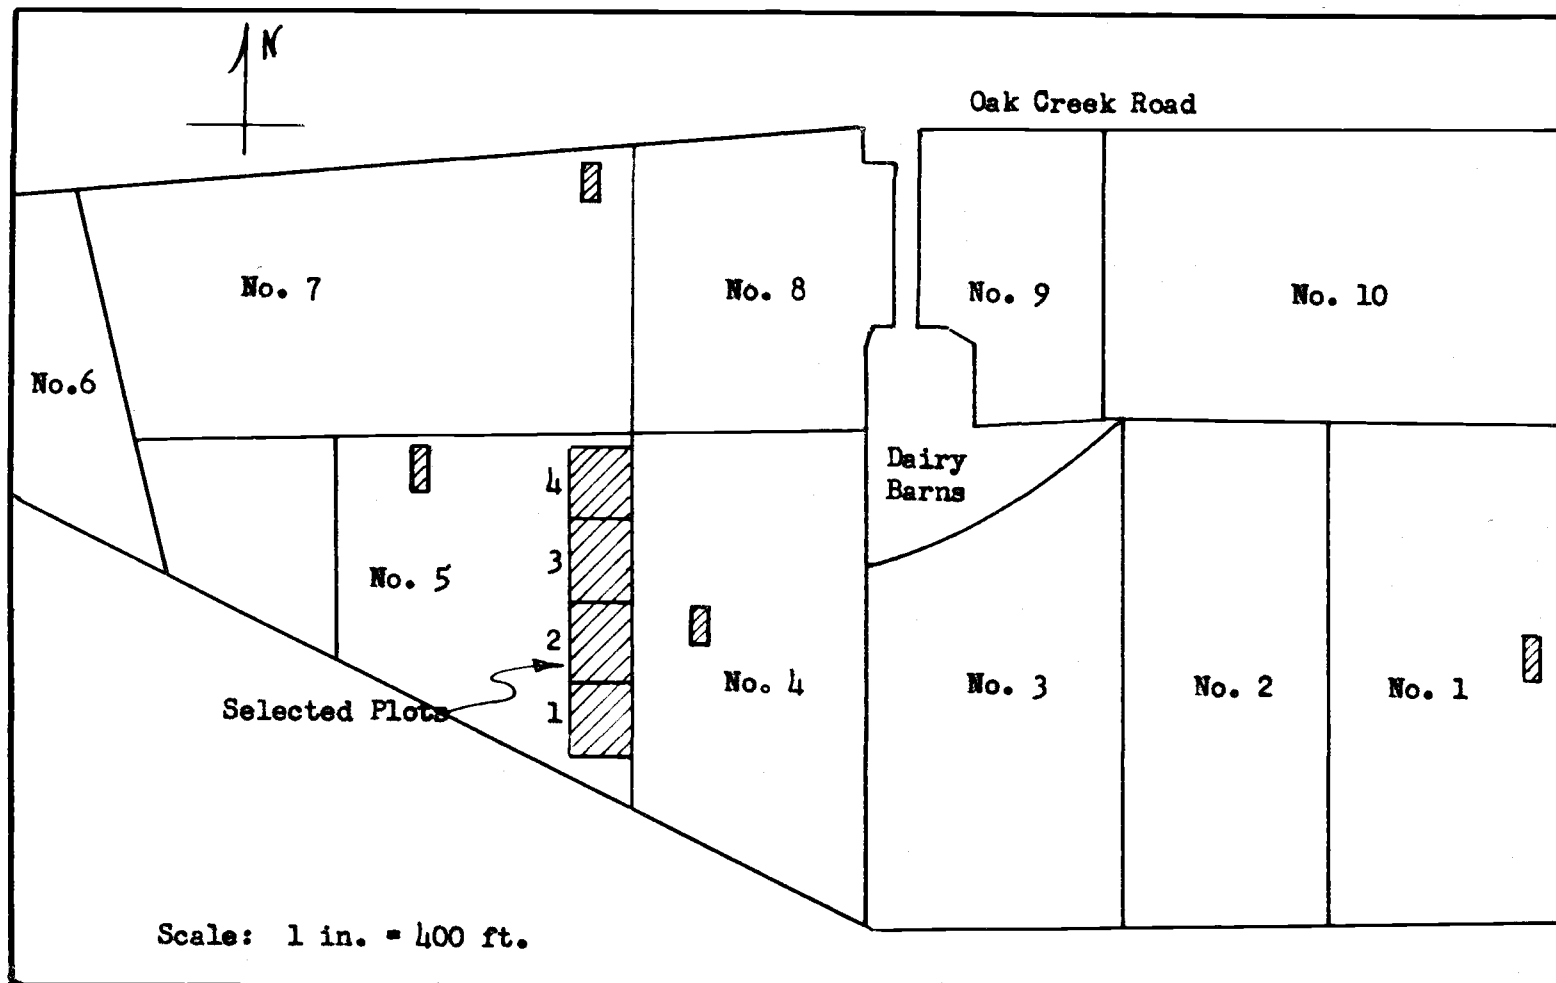 N
Oak Creek Road
No. 7
No. 8
No. 9
No. 10
No.6
Dairy
Barns
4
3
No. 5
2
No. 4
No. 3
No. 2
No. 1
Selected Plots
1
Scale: 1 in. = 400 ft.